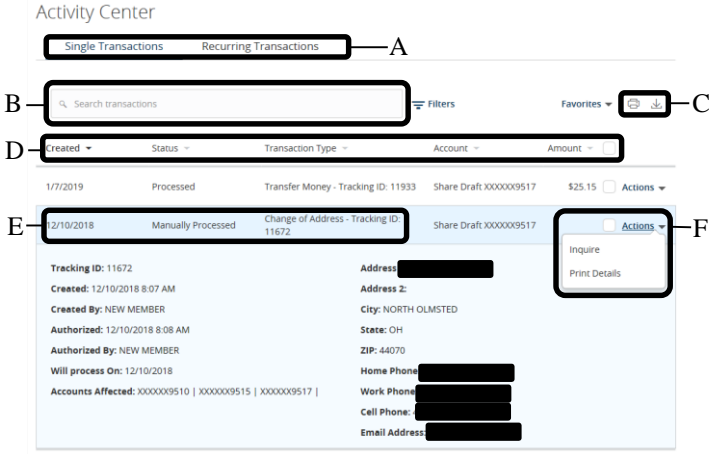 Activity Center
Single Transactions Recurring Transactions A
B Search transactions Filters Favorites C
D Created Status Transaction Type Account Amount
1/7/2019 Processed Transfer Money - Tracking ID: 11933 Share Draft XXXXXX9517 $25.15 Actions
E 12/10/2018 Manually Processed Change of Address - Tracking ID: 11672 Share Draft XXXXXX9517 Actions F
Inquire
Print Details
Tracking ID: 11672
Created: 12/10/2018 8:07 AM
Created By: NEW MEMBER
Authorized: 12/10/2018 8:08 AM
Authorized By: NEW MEMBER
Will process On: 12/10/2018
Accounts Affected: XXXXXX9510 | XXXXXX9515 | XXXXXX9517 |
Address
Address 2:
City: NORTH OLMSTED
State: OH
ZIP: 44070
Home Phone
Work Phone
Cell Phone:
Email Address: